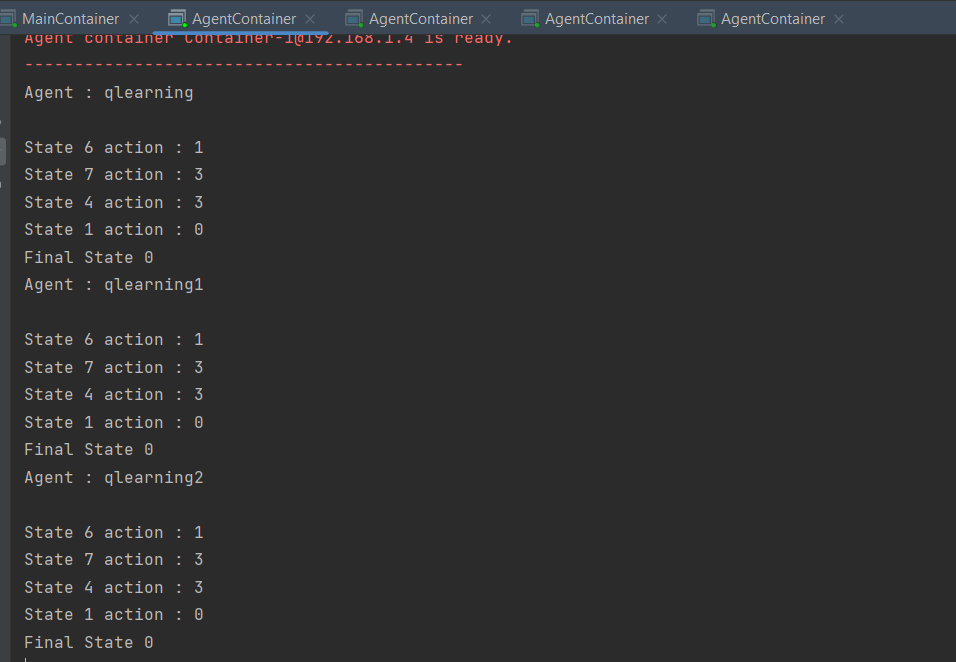 MainContainer AgentContainer AgentContainer AgentContainer AgentContainer
Agent container Container-1@192.168.1.4 is ready.
--------------------------------------------
Agent : qlearning
State 6 action : 1
State 7 action : 3
State 4 action : 3
State 1 action : 0
Final State 0
Agent : qlearning1
State 6 action : 1
State 7 action : 3
State 4 action : 3
State 1 action : 0
Final State 0
Agent : qlearning2
State 6 action : 1
State 7 action : 3
State 4 action : 3
State 1 action : 0
Final State 0